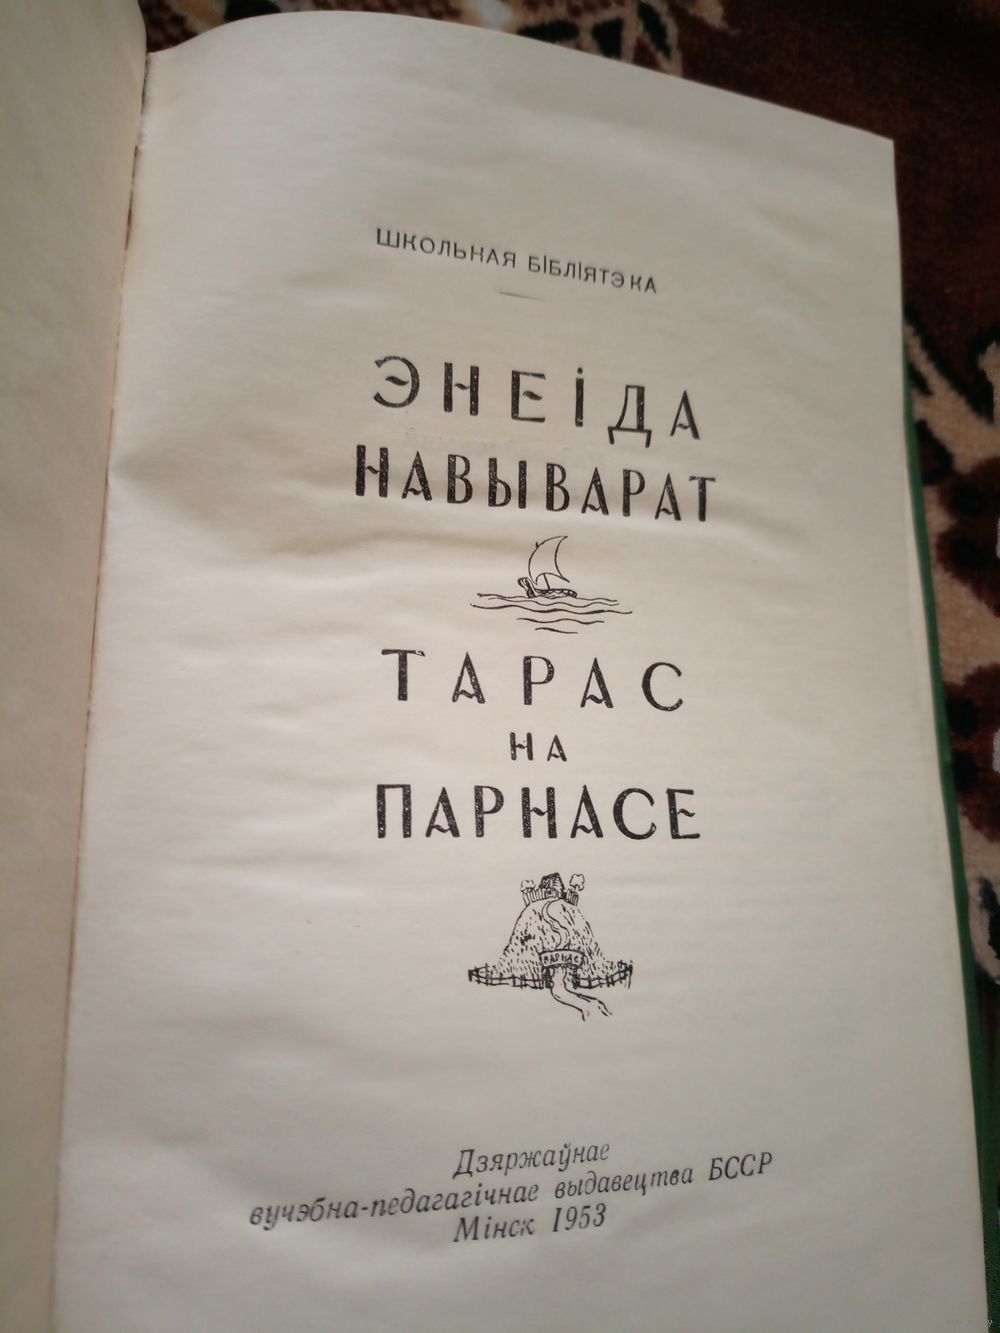 ШКОЛЬНАЯ БІБЛІЯТЭКА
ЭНЕІДА
НАВЫВАРАТ
ТАРАС
НА
ПАРНАСЕ
ПАРНАС
Дзяржаўнае
вучэбна-педагагічнае выдавецтва БССР
Мінск 1953